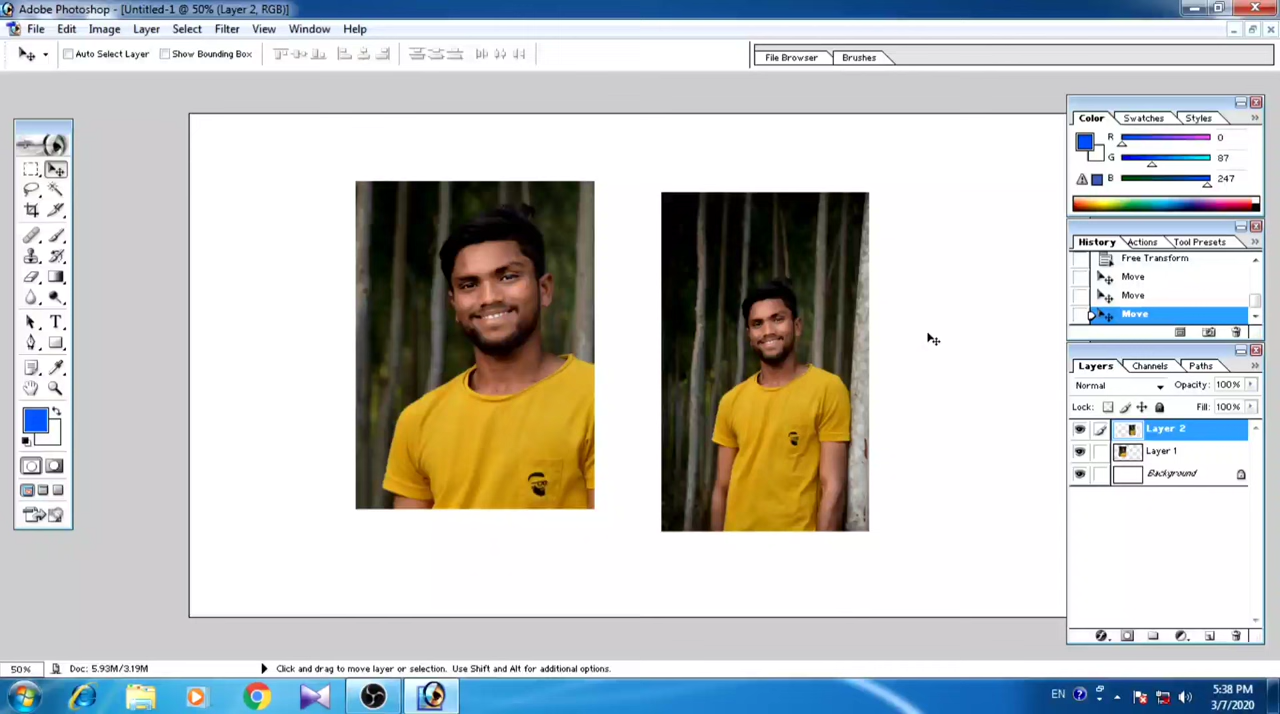 Adobe Photoshop - [Untitled-1 @ 50% (Layer 2, RGB)]
File Edit Image Layer Select Filter View Window Help
Auto Select Layer Show Bounding Box File Browser Brushes
Color Swatches Styles
R 0
G 87
B 247
History Actions Tool Presets
Free Transform
Move
Move
Move
Layers Channels Paths
Normal Opacity: 100%
Lock: Fill: 100%
Layer 2
Layer 1
Background
50% Doc: 5.93M/3.19M Click and drag to move layer or selection. Use Shift and Alt for additional options.
EN 5:38 PM
3/7/2020